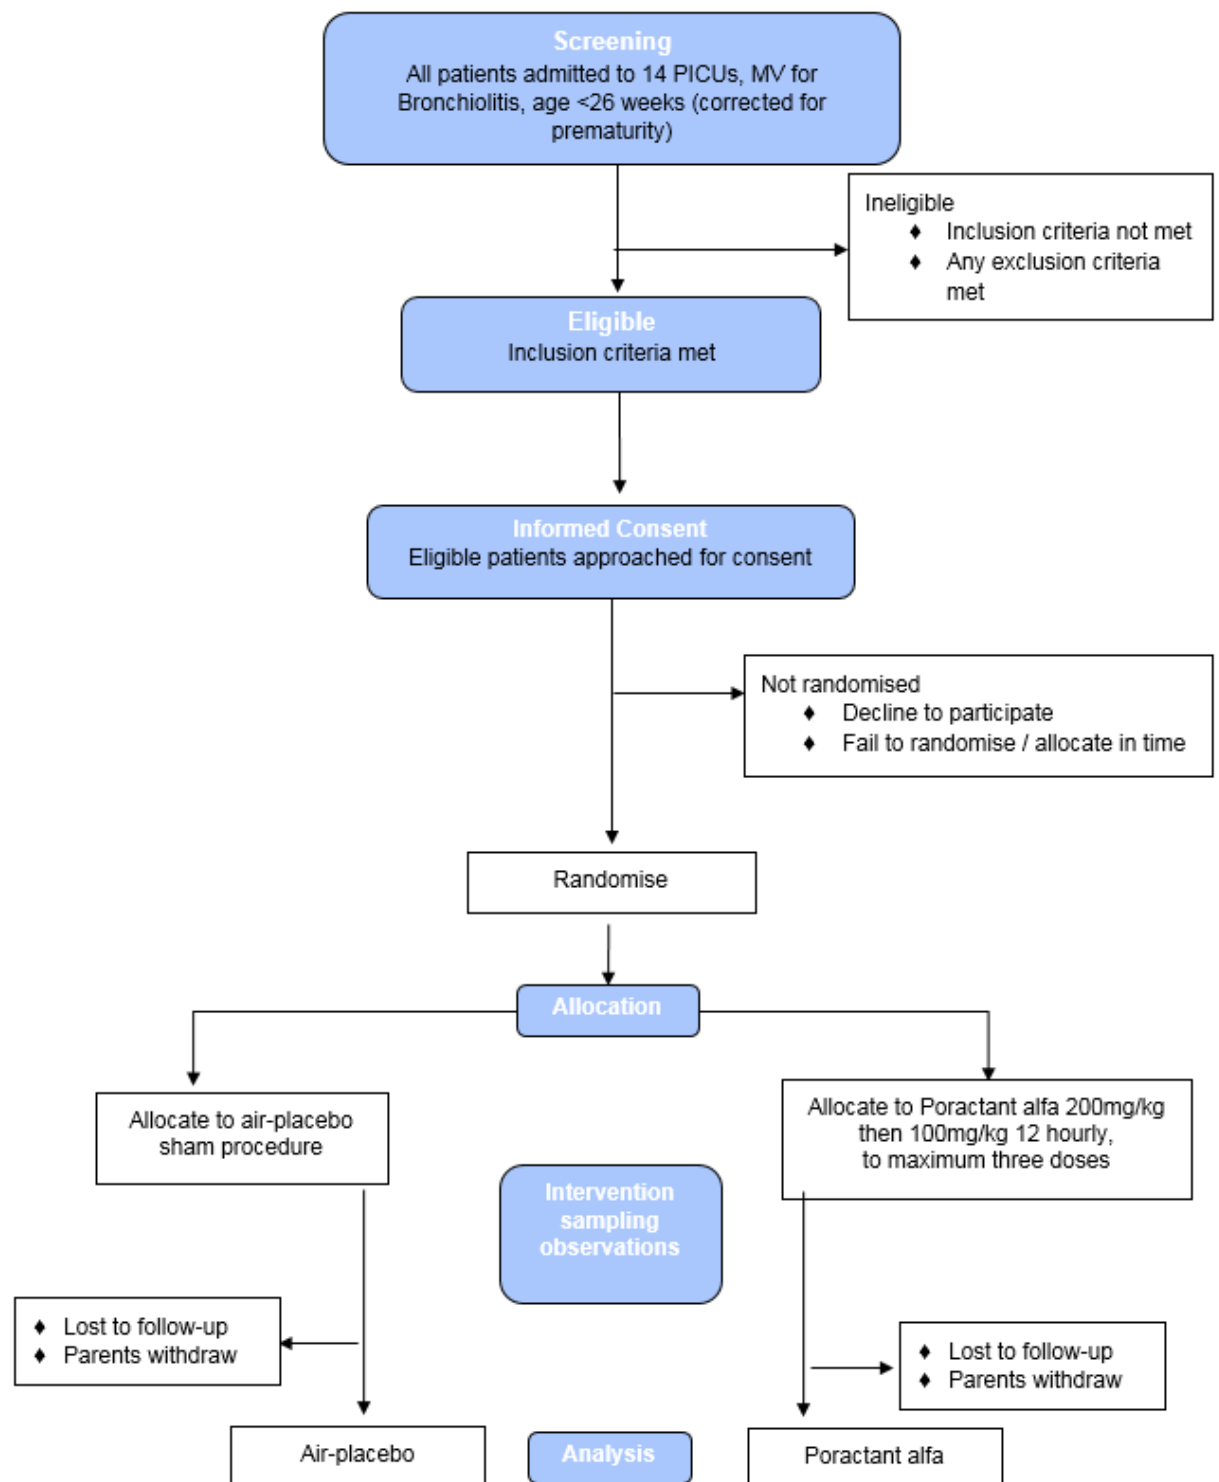 Screening
All patients admitted to 14 PICUs, MV for
Bronchiolitis, age <26 weeks (corrected for
prematurity)
Ineligible
♦ Inclusion criteria not met
♦ Any exclusion criteria
met
Eligible
Inclusion criteria met
Informed Consent
Eligible patients approached for consent
Not randomised
♦ Decline to participate
♦ Fail to randomise / allocate in time
Randomise
Allocation
Allocate to air-placebo
sham procedure
Allocate to Poractant alfa 200mg/kg
then 100mg/kg 12 hourly,
to maximum three doses
Intervention
sampling
observations
♦ Lost to follow-up
♦ Parents withdraw
♦ Lost to follow-up
♦ Parents withdraw
Air-placebo
Analysis
Poractant alfa